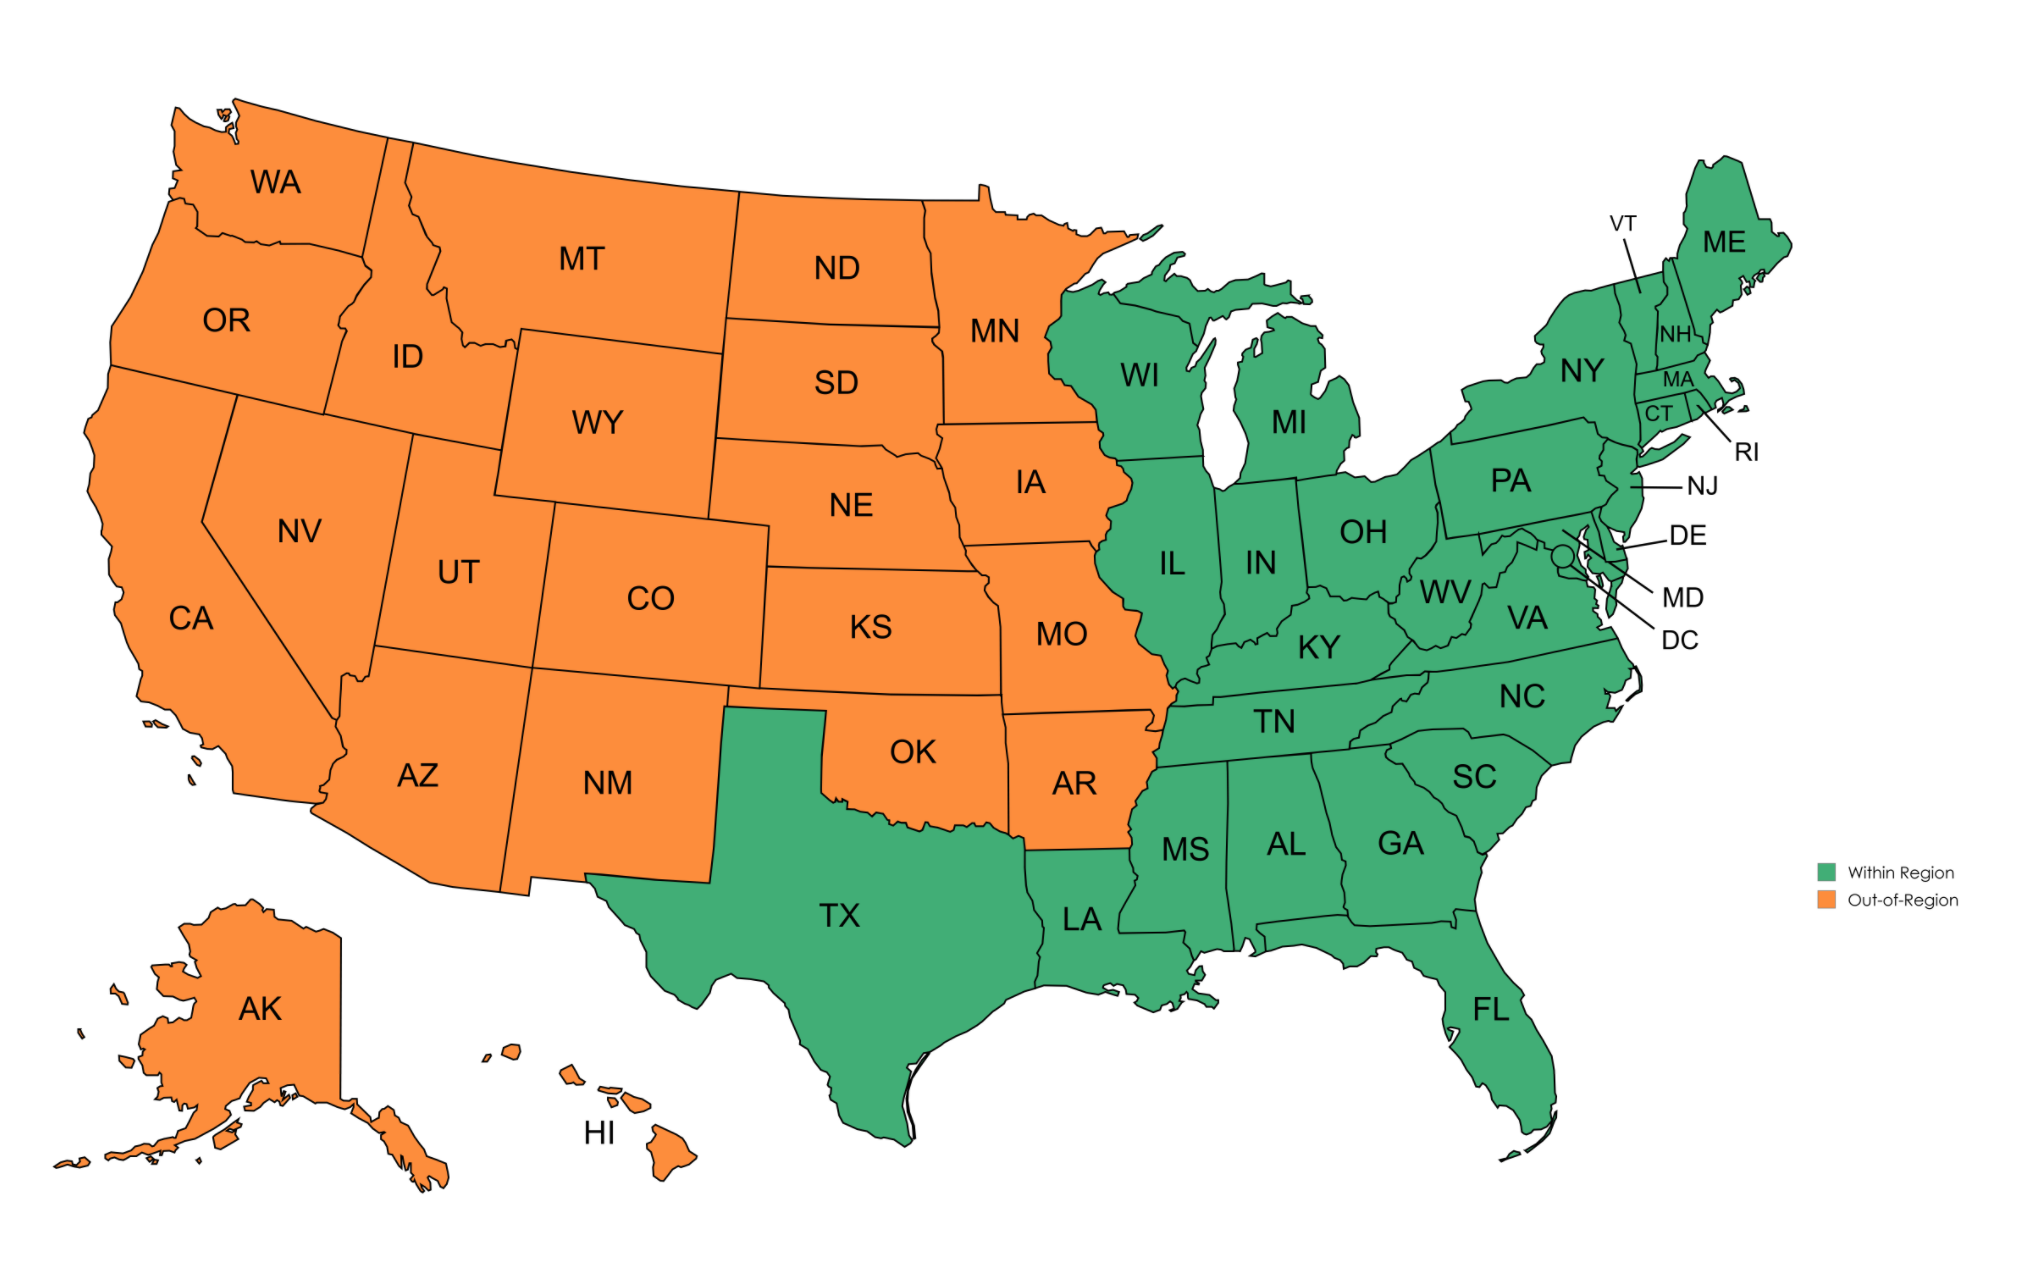 WA
MT
ND
MN
OR
ID
WY
SD
WI
MI
VT
ME
NH
NY
MA
CT
RI
NE
IA
PA
NJ
NV
UT
CO
CA
KS
MO
IL
IN
OH
DE
WV
VA
MD
DC
KY
NC
TN
AZ
NM
OK
AR
SC
MS
AL
GA
TX
LA
FL
AK
HI
Within Region
Out-of-Region